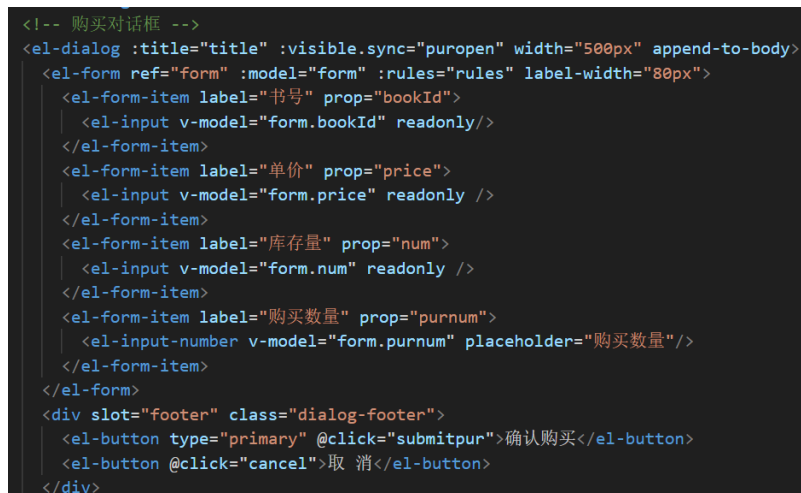 <!-- 购买对话框 -->
<el-dialog :title="title" :visible.sync="puropen" width="500px" append-to-body>
<el-form ref="form" :model="form" :rules="rules" label-width="80px">
<el-form-item label="书号" prop="bookId">
<el-input v-model="form.bookId" readonly/>
</el-form-item>
<el-form-item label="单价" prop="price">
<el-input v-model="form.price" readonly />
</el-form-item>
<el-form-item label="库存量" prop="num">
<el-input v-model="form.num" readonly />
</el-form-item>
<el-form-item label="购买数量" prop="purnum">
<el-input-number v-model="form.purnum" placeholder="购买数量"/>
</el-form-item>
</el-form>
<div slot="footer" class="dialog-footer">
<el-button type="primary" @click="submitpur">确认购买</el-button>
<el-button @click="cancel">取 消</el-button>
</div>